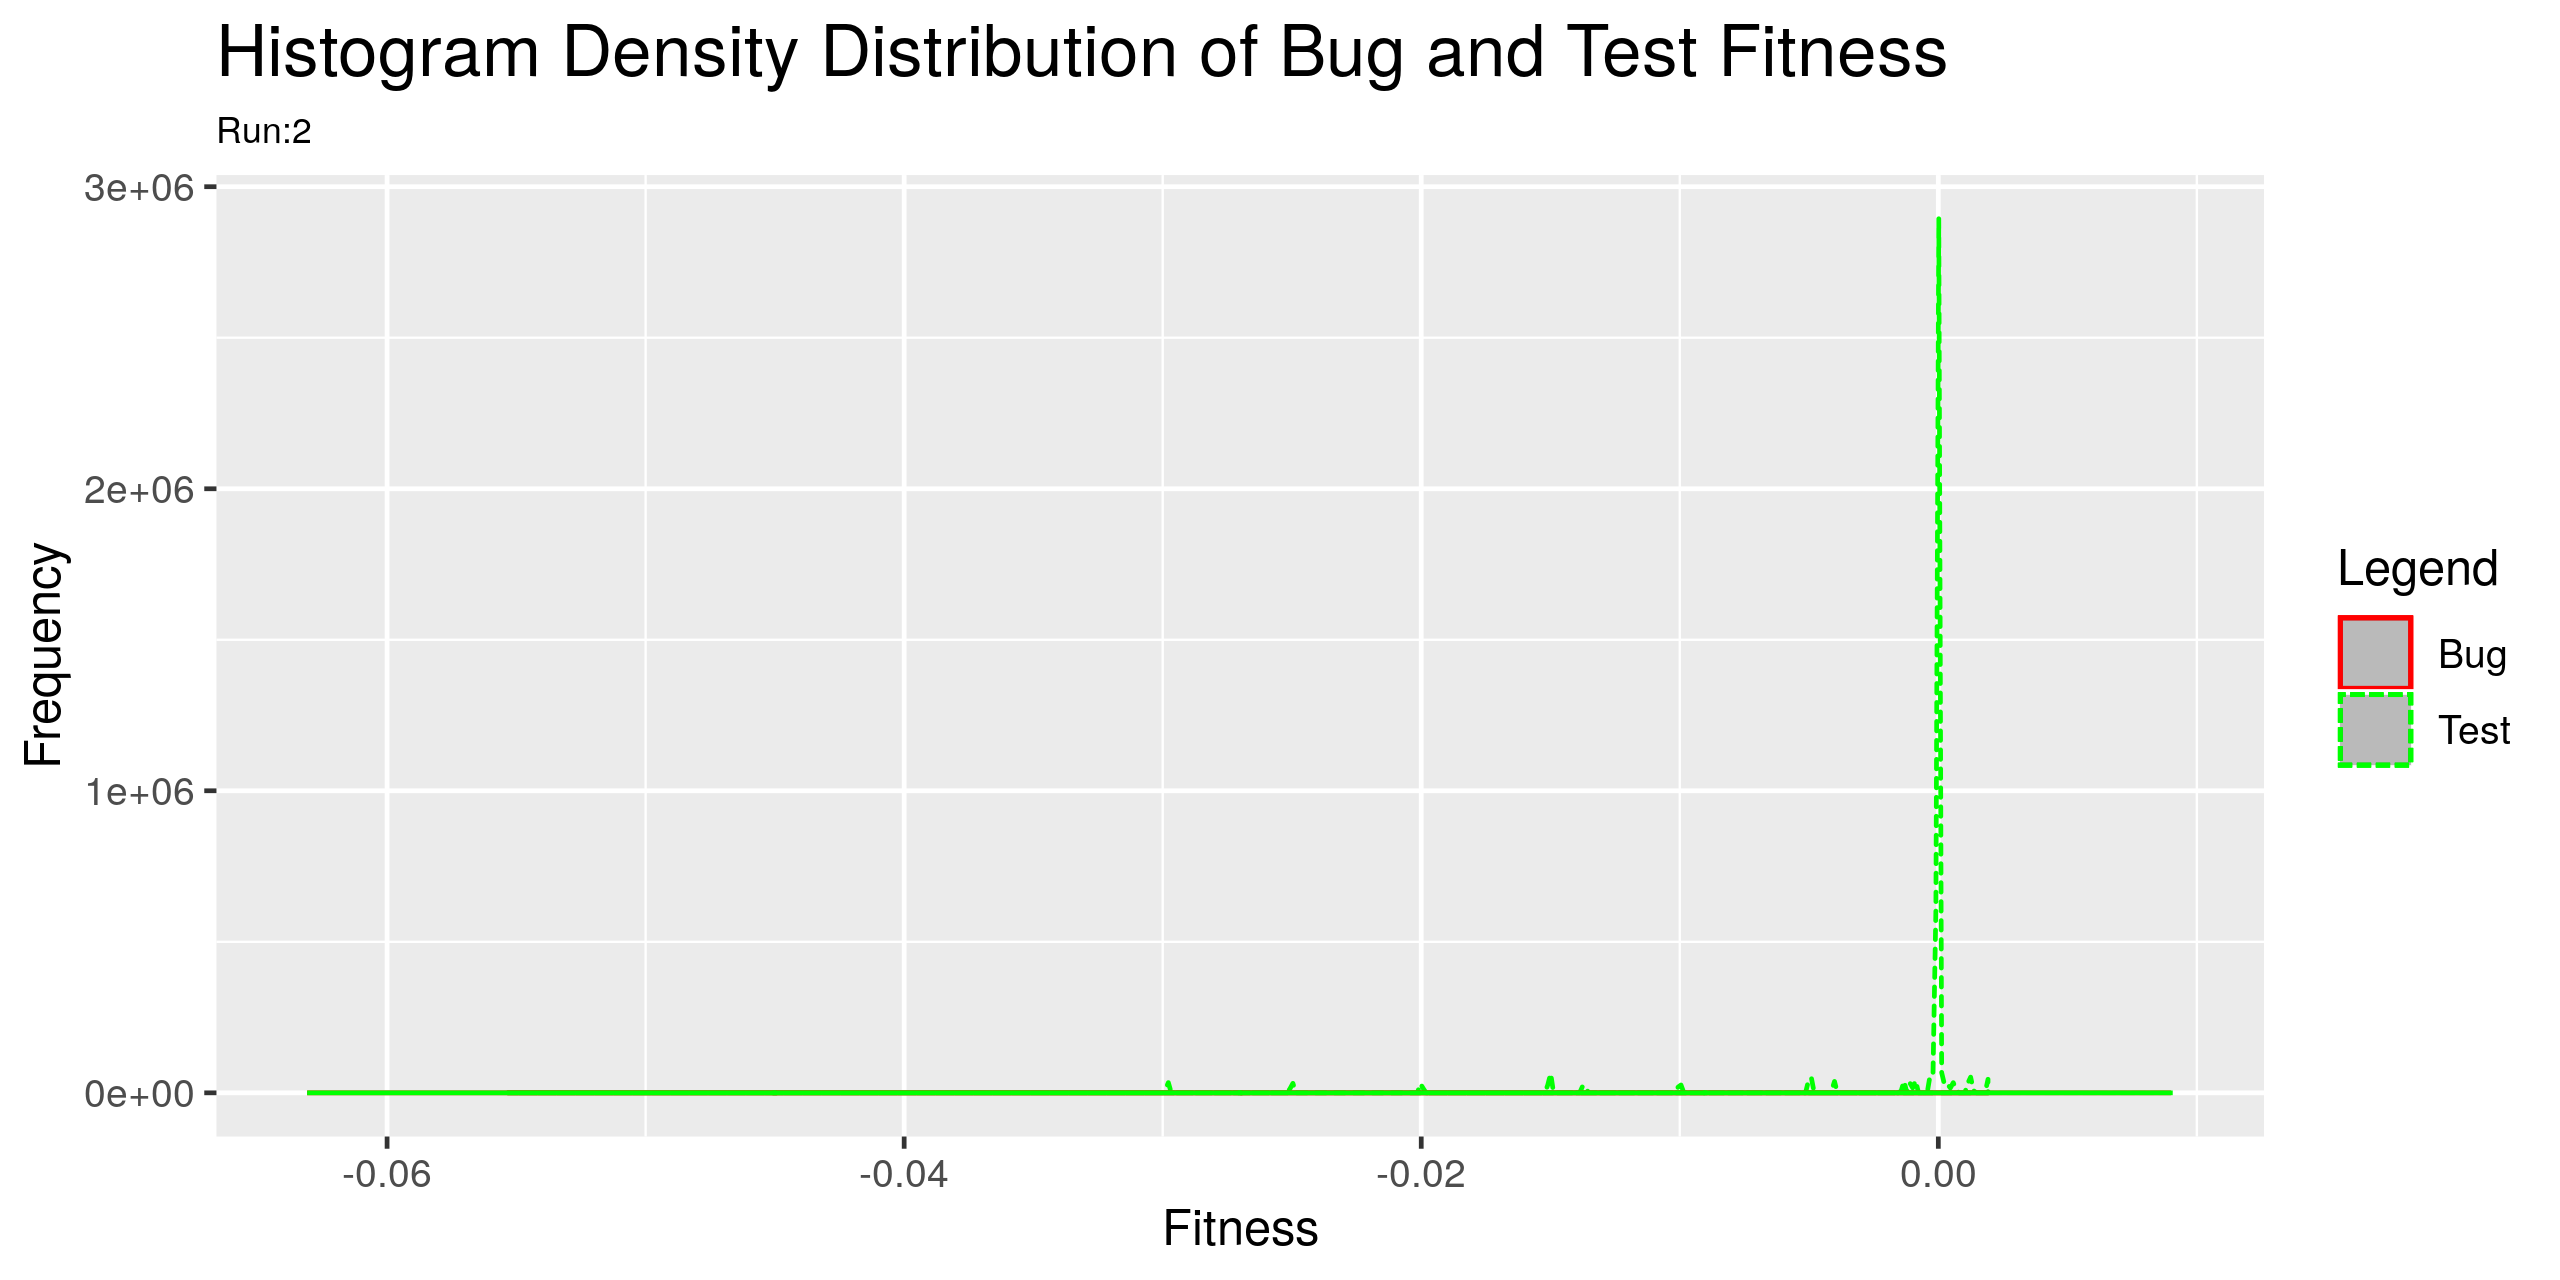 Histogram Density Distribution of Bug and Test Fitness
Run:2
3e+06
2e+06
1e+06
0e+00
Frequency
-0.06
-0.04
-0.02
0.00
Fitness
Legend
Bug
Test